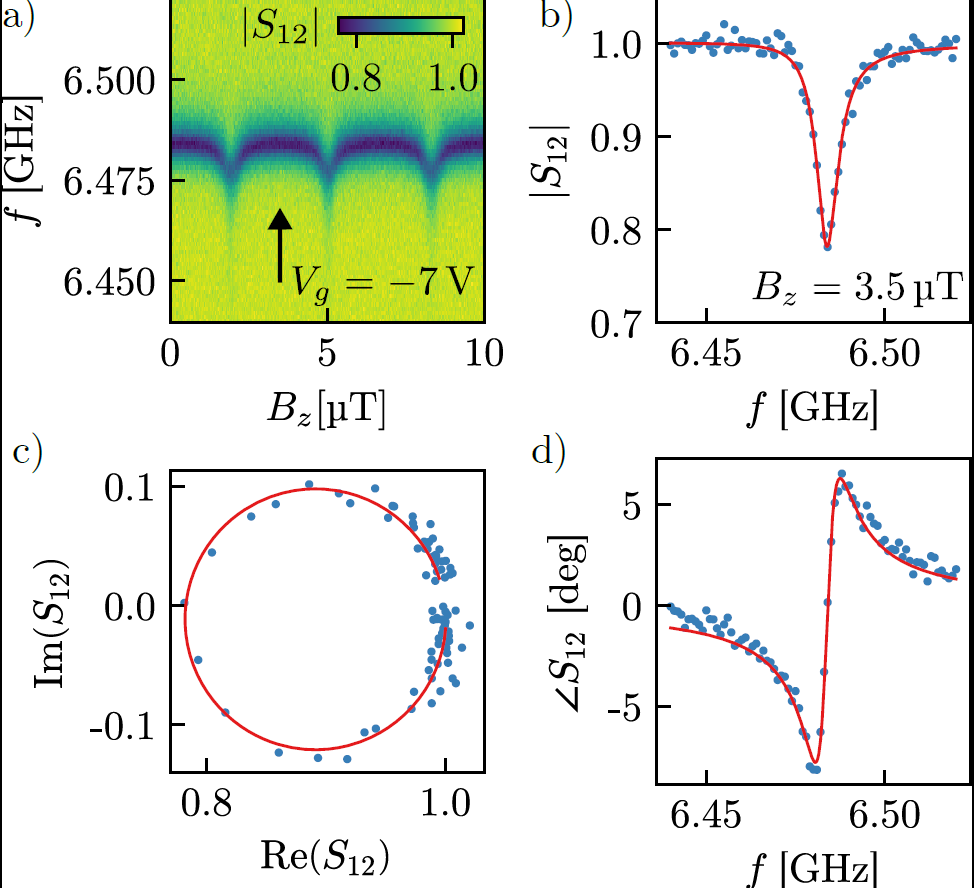 a)
|S₁₂|
0.8 1.0
6.500
6.475
6.450
f [GHz]
V_g = −7 V
0 5 10
B_z[µT]
b)
1.0
0.9
0.8
0.7
|S₁₂|
B_z = 3.5 µT
6.45 6.50
f [GHz]
c)
0.1
0.0
-0.1
Im(S₁₂)
0.8 1.0
Re(S₁₂)
d)
5
0
-5
∠S₁₂ [deg]
6.45 6.50
f [GHz]